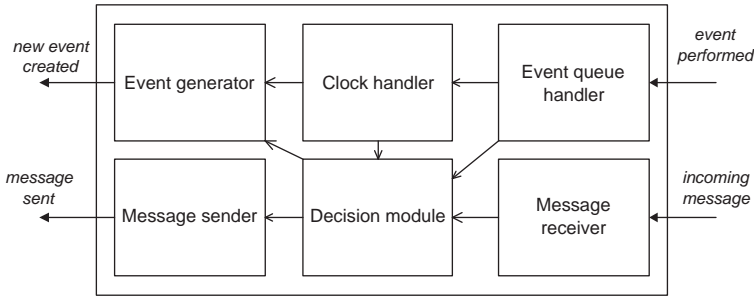 new event
created
Event generator
Clock handler
Event queue
handler
event
performed
message
sent
Message sender
Decision module
Message
receiver
incoming
message